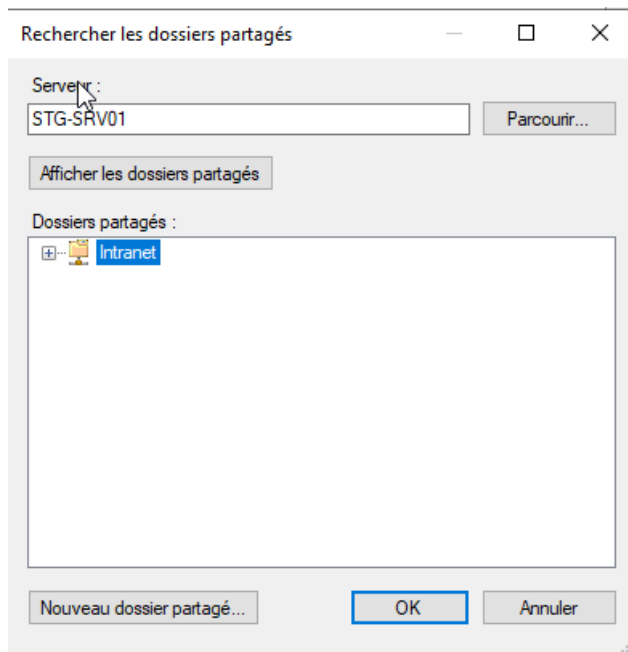 Rechercher les dossiers partagés
Serveur :
STG-SRV01
Parcourir...
Afficher les dossiers partagés
Dossiers partagés :
Intranet
Nouveau dossier partagé...
OK
Annuler